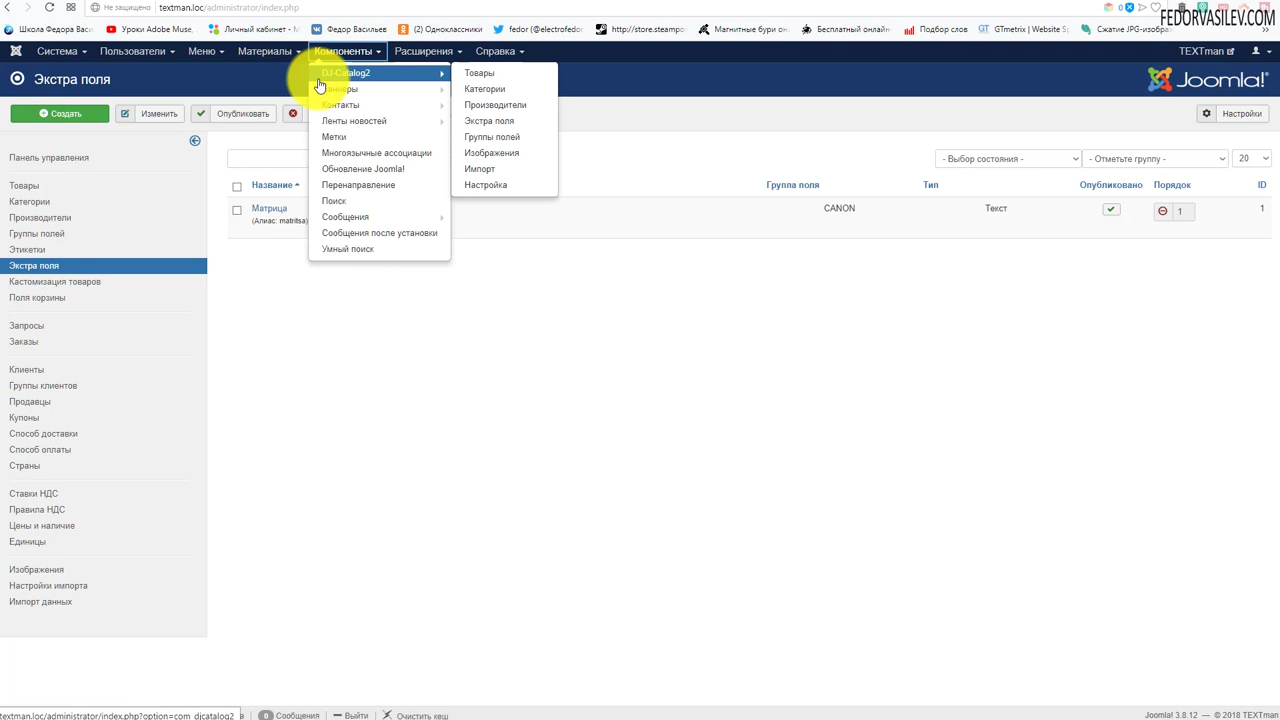 Не защищено textman.loc/administrator/index.php
FEDORVASILEV.COM
Школа Федора Васи
Уроки Adobe Muse,
Личный кабинет - М
Федор Васильев
(2) Одноклассники
fedor (@electrofedor
http://store.steampo
Магнитные бури он
Бесплатный онлайн
Подбор слов
GTmetrix | Website S
Сжатие JPG-изобра
Система Пользователи Меню Материалы Компоненты Расширения Справка TEXTman
Экстра поля
Joomla!
Создать Изменить Опубликовать Настройки
DJ-Catalog2
Контакты
Ленты новостей
Метки
Многоязычные ассоциации
Обновление Joomla!
Перенаправление
Поиск
Сообщения
Сообщения после установки
Умный поиск
Товары
Категории
Производители
Экстра поля
Группы полей
Изображения
Импорт
Настройка
- Выбор состояния - - Отметьте группу - 20
Название Группа поля Тип Опубликовано Порядок ID
Матрица CANON Текст 1 1
(Алиас: matritsa)
Панель управления
Товары
Категории
Производители
Группы полей
Этикетки
Экстра поля
Кастомизация товаров
Поля корзины
Запросы
Заказы
Клиенты
Группы клиентов
Продавцы
Купоны
Способ доставки
Способ оплаты
Страны
Ставки НДС
Правила НДС
Цены и наличие
Единицы
Изображения
Настройки импорта
Импорт данных
textman.loc/administrator/index.php?option=com_djcatalog2
0 Сообщения Выйти Очистить кеш
Joomla! 3.8.12 — © 2018 TEXTman